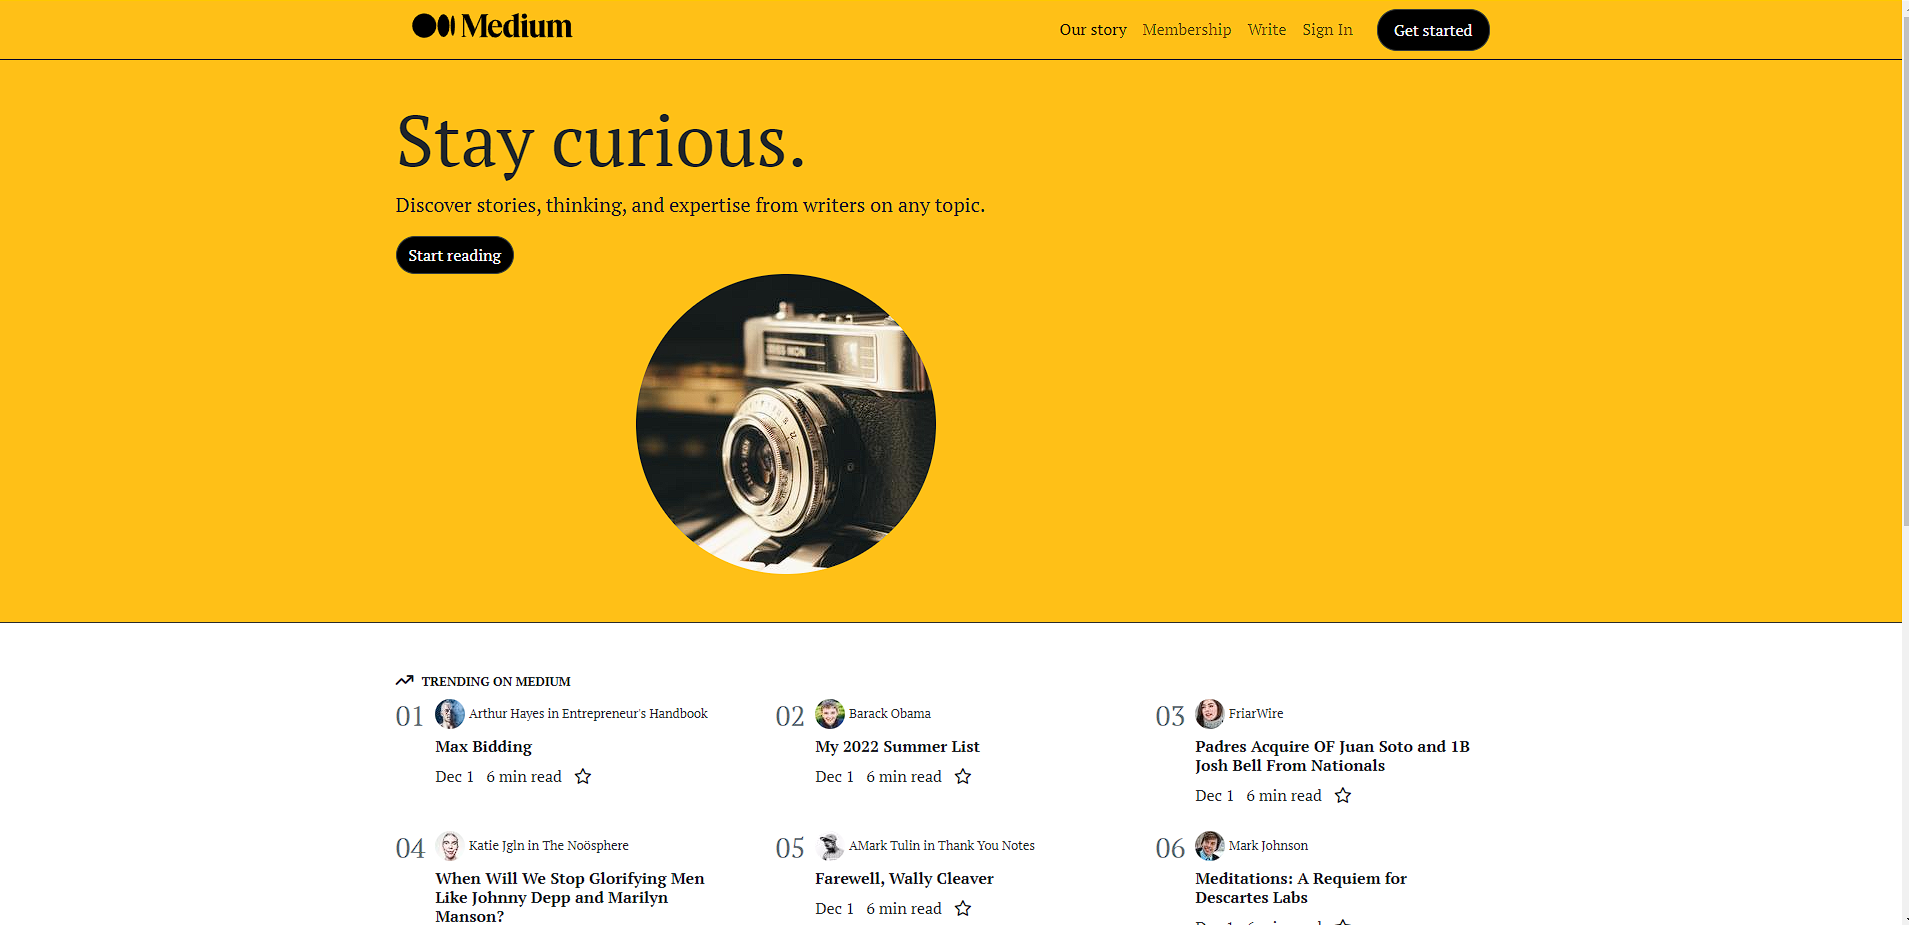 Medium
Our story Membership Write Sign In Get started
Stay curious.
Discover stories, thinking, and expertise from writers on any topic.
Start reading
22
TRENDING ON MEDIUM
01 Arthur Hayes in Entrepreneur's Handbook
Max Bidding
Dec 1 6 min read
02 Barack Obama
My 2022 Summer List
Dec 1 6 min read
03 FriarWire
Padres Acquire OF Juan Soto and 1B
Josh Bell From Nationals
Dec 1 6 min read
04 Katie Jgln in The Noösphere
When Will We Stop Glorifying Men
Like Johnny Depp and Marilyn
Manson?
05 AMark Tulin in Thank You Notes
Farewell, Wally Cleaver
Dec 1 6 min read
06 Mark Johnson
Meditations: A Requiem for
Descartes Labs